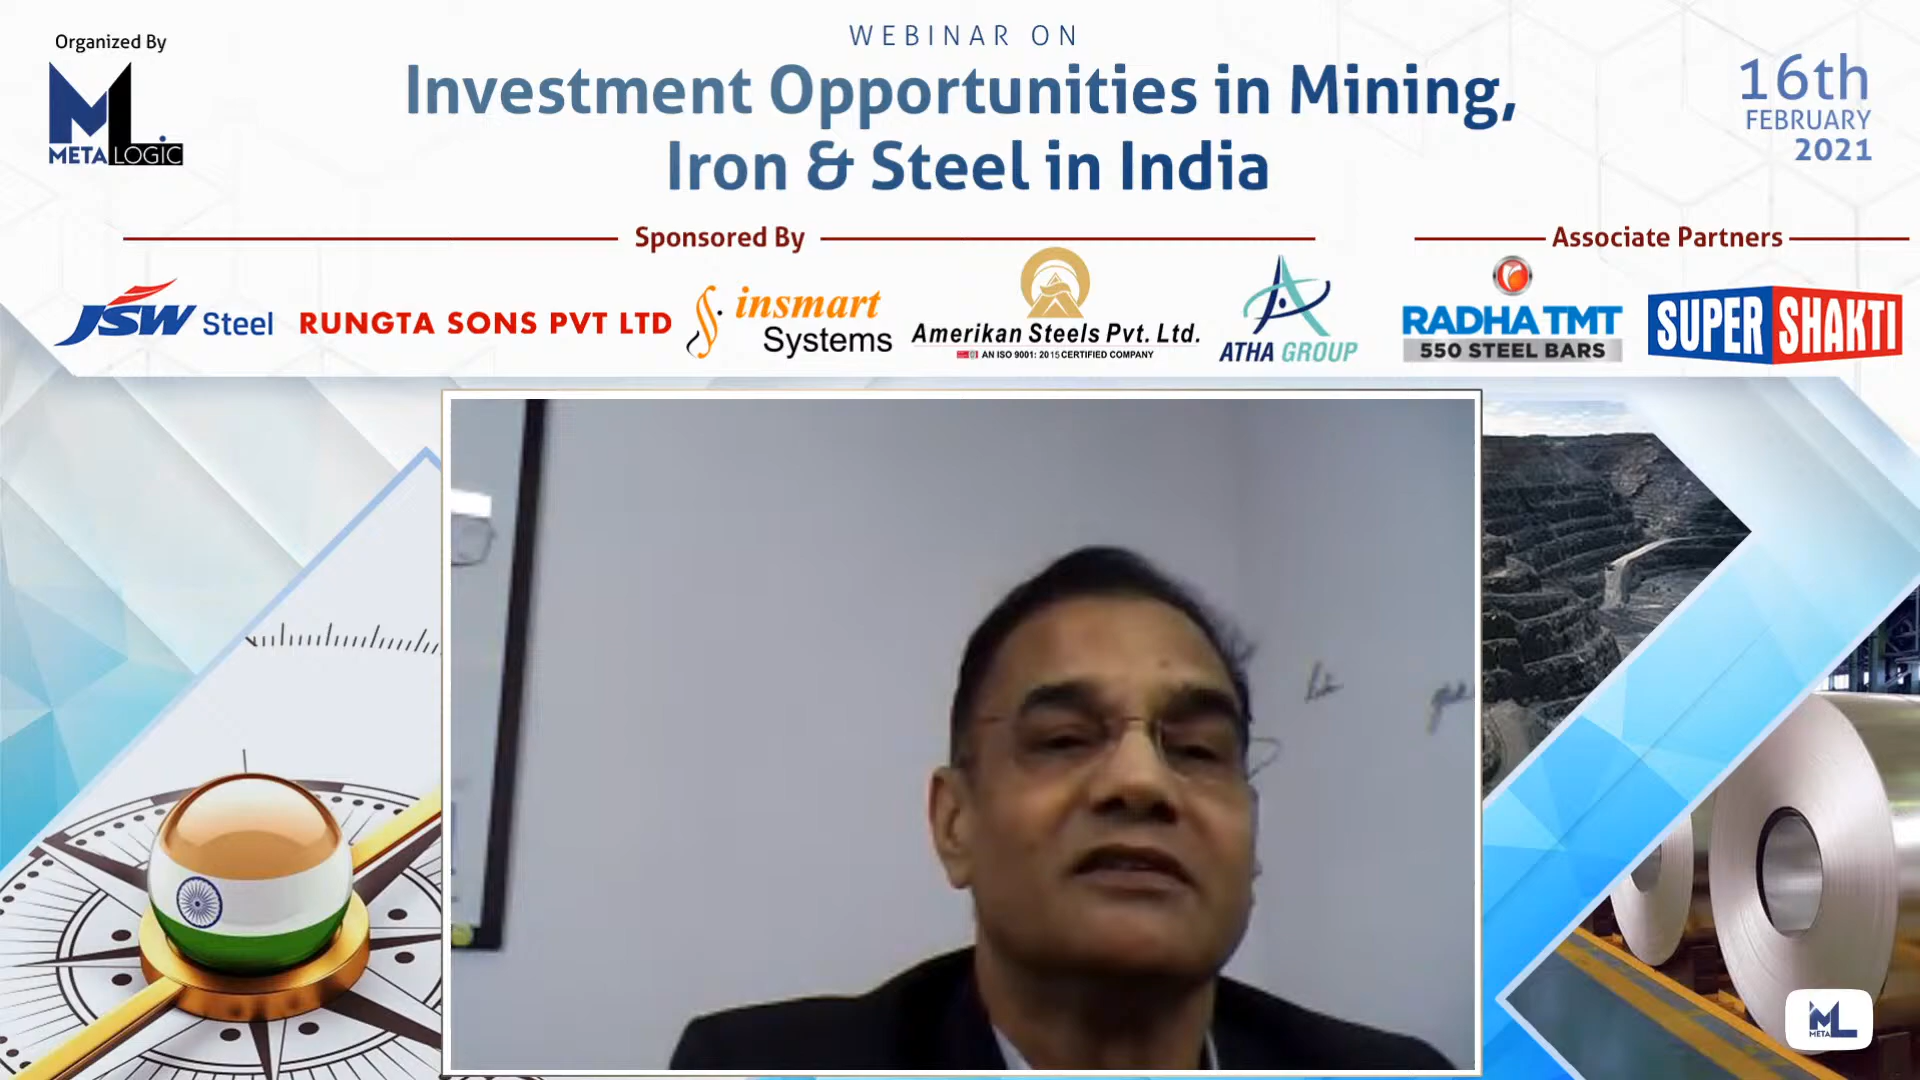 Organized By
META LOGIC
WEBINAR ON
Investment Opportunities in Mining,
Iron & Steel in India
16th
FEBRUARY
2021
Sponsored By
Associate Partners
JSW Steel
RUNGTA SONS PVT LTD
insmart
Systems
Amerikan Steels Pvt. Ltd.
AN ISO 9001: 2015 CERTIFIED COMPANY
ATHA GROUP
RADHA TMT
550 STEEL BARS
SUPER SHAKTI
ML
META